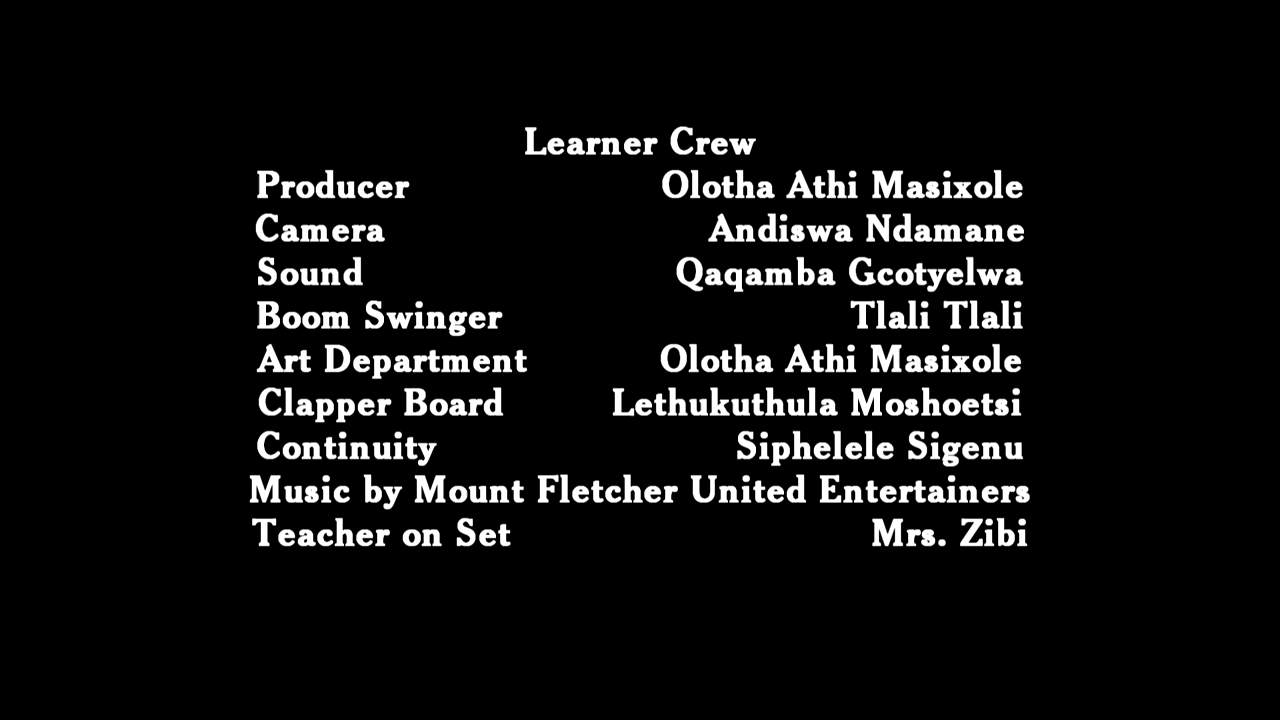 Learner Crew
Producer Olotha Athi Masixole
Camera Andiswa Ndamane
Sound Qaqamba Gcotyelwa
Boom Swinger Tlali Tlali
Art Department Olotha Athi Masixole
Clapper Board Lethukuthula Moshoetsi
Continuity Siphelele Sigenu
Music by Mount Fletcher United Entertainers
Teacher on Set Mrs. Zibi